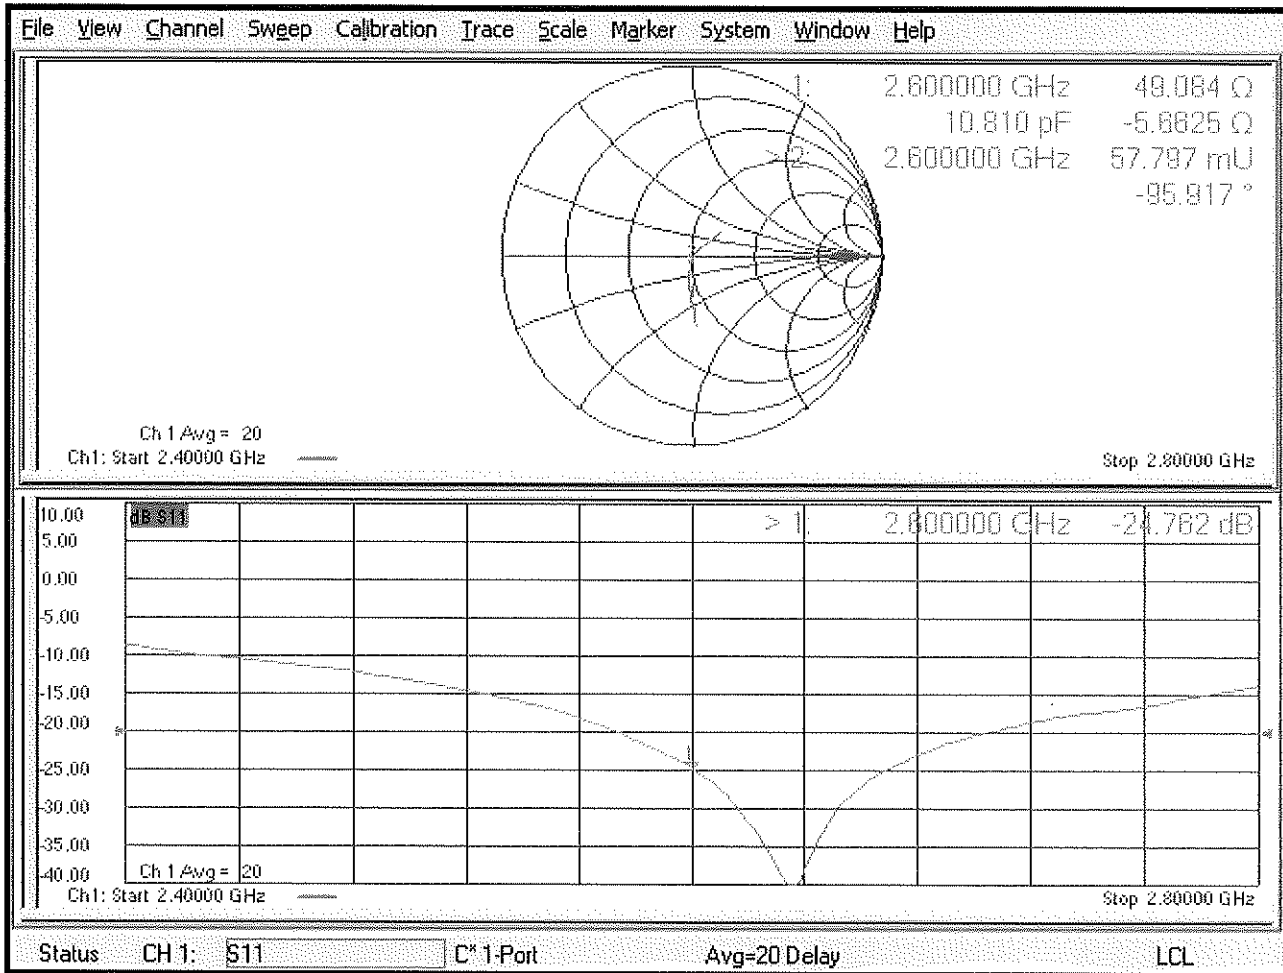 File View Channel Sweep Calibration Trace Scale Marker System Window Help
1: 2.600000 GHz 49.084 Ω
10.810 pF -5.6625 Ω
> 2: 2.600000 GHz 57.797 mU
-95.917 °
Ch 1 Avg = 20
Ch1: Start 2.40000 GHz
Stop 2.80000 GHz
10.00
dB S11
> 1: 2.600000 GHz -24.762 dB
5.00
0.00
-5.00
-10.00
-15.00
-20.00
-25.00
-30.00
-35.00
-40.00
1
Ch 1 Avg = 20
Ch1: Start 2.40000 GHz
Stop 2.80000 GHz
Status CH 1: S11 C* 1-Port Avg=20 Delay LCL